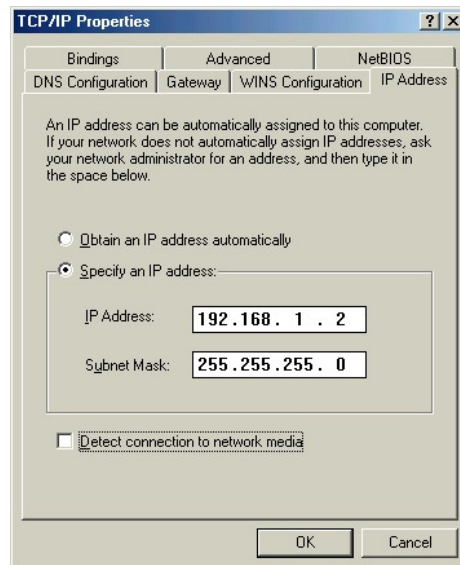 TCP/IP Properties
Bindings Advanced NetBIOS
DNS Configuration Gateway WINS Configuration IP Address
An IP address can be automatically assigned to this computer.
If your network does not automatically assign IP addresses, ask
your network administrator for an address, and then type it in
the space below.
Obtain an IP address automatically
Specify an IP address:
IP Address: 192.168. 1 . 2
Subnet Mask: 255.255.255. 0
Detect connection to network media
OK Cancel